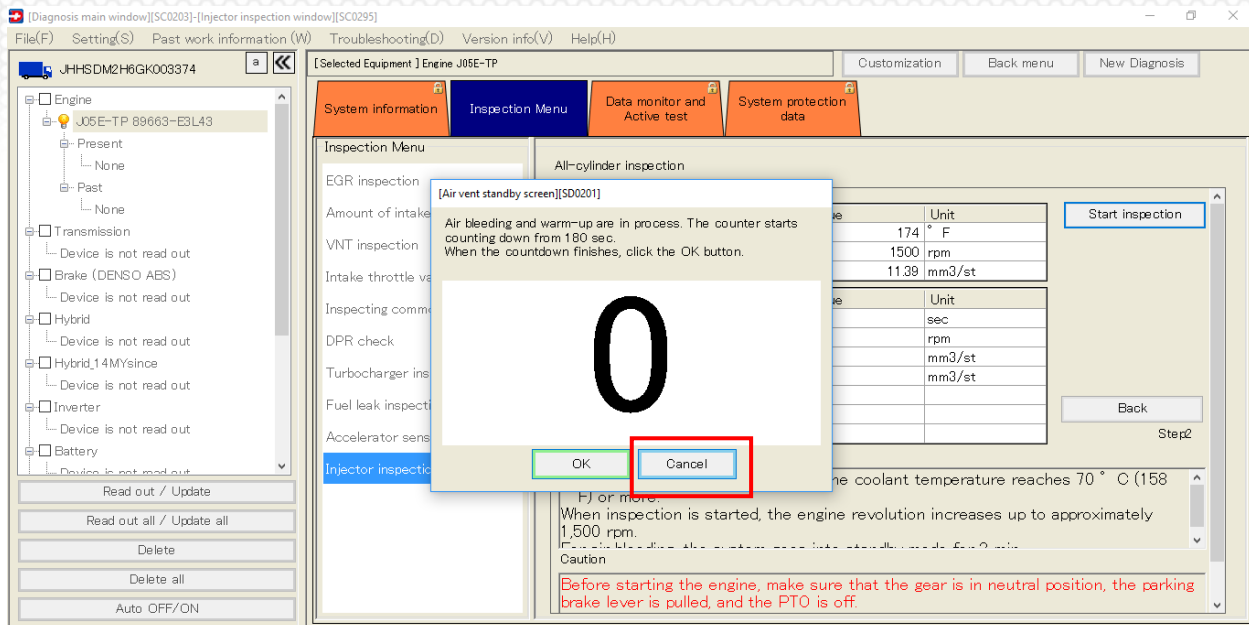 [Diagnosis main window][SC0203]-[Injector inspection window][SC0295]
File(F) Setting(S) Past work information (W) Troubleshooting(D) Version info(V) Help(H)
JHHSDM2H6GK003374
a
[Selected Equipment ] Engine J05E-TP
Customization
Back menu
New Diagnosis
Engine
J05E-TP 89663-E3L43
Present
None
Past
None
Transmission
Device is not read out
Brake (DENSO ABS)
Device is not read out
Hybrid
Device is not read out
Hybrid_14MYsince
Device is not read out
Inverter
Device is not read out
Battery
Device is not read out
Read out / Update
Read out all / Update all
Delete
Delete all
Auto OFF/ON
System information
Inspection Menu
Data monitor and
Active test
System protection
data
Inspection Menu
EGR inspection
Amount of intake
VNT inspection
Intake throttle
Inspecting
DPR check
Turbocharger
Fuel leak
Accelerator
Injector
All-cylinder inspection
Unit
174 ° F
1500 rpm
11.39 mm3/st
Unit
sec
rpm
mm3/st
mm3/st
Start inspection
Back
Step2
[Air vent standby screen][SD0201]
Air bleeding and warm-up are in process. The counter starts
counting down from 180 sec.
When the countdown finishes, click the OK button.
0
OK
Cancel
coolant temperature reaches 70 ° C (158
F) or more.
When inspection is started, the engine revolution increases up to approximately
1,500 rpm.
Caution
Before starting the engine, make sure that the gear is in neutral position, the parking
brake lever is pulled, and the PTO is off.